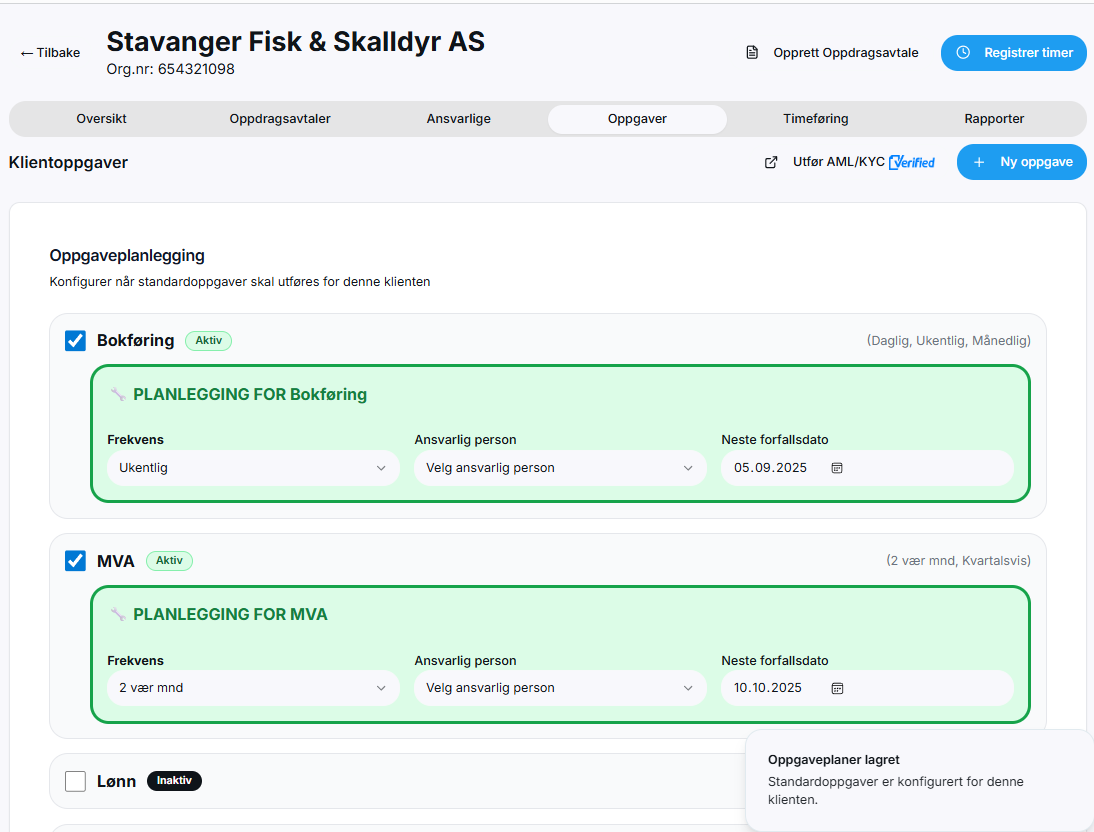 ← Tilbake
Stavanger Fisk & Skalldyr AS
Org.nr: 654321098
Opprett Oppdragsavtale
Registrer timer
Oversikt Oppdragsavtaler Ansvarlige Oppgaver Timeføring Rapporter
Klientoppgaver
Utfør AML/KYC Verified
+ Ny oppgave
Oppgaveplanlegging
Konfigurer når standardoppgaver skal utføres for denne klienten
Bokføring Aktiv (Daglig, Ukentlig, Månedlig)
PLANLEGGING FOR Bokføring
Frekvens Ansvarlig person Neste forfallsdato
Ukentlig Velg ansvarlig person 05.09.2025
MVA Aktiv (2 vær mnd, Kvartalsvis)
PLANLEGGING FOR MVA
Frekvens Ansvarlig person Neste forfallsdato
2 vær mnd Velg ansvarlig person 10.10.2025
Lønn Inaktiv
Oppgaveplaner lagret
Standardoppgaver er konfigurert for denne
klienten.